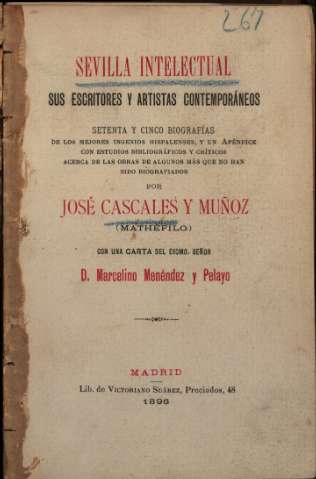 267
SEVILLA INTELECTUAL
SUS ESCRITORES Y ARTISTAS CONTEMPORÁNEOS
SETENTA Y CINCO BIOGRAFÍAS
DE LOS MEJORES INGENIOS HISPALENSES, Y UN APÉNDICE
CON ESTUDIOS BIBLIOGRÁFICOS Y CRÍTICOS
ACERCA DE LAS OBRAS DE ALGUNOS MÁS QUE NO HAN
SIDO BIOGRAFIADOS
POR
JOSÉ CASCALES Y MUÑOZ
(MATHEFILO)
CON UNA CARTA DEL EXCMO. SEÑOR
D. Marcelino Menéndez y Pelayo
MADRID
Lib. de VICTORIANO SUÁREZ, Preciados, 48
1896